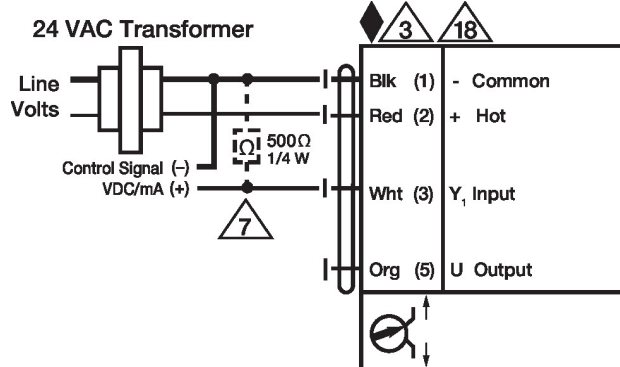 24 VAC Transformer
3
18
Line
Volts
Blk (1) - Common
Red (2) + Hot
Ω
500Ω
1/4 W
Control Signal (–)
VDC/mA (+)
Wht (3) Y₁ Input
7
Org (5) U Output